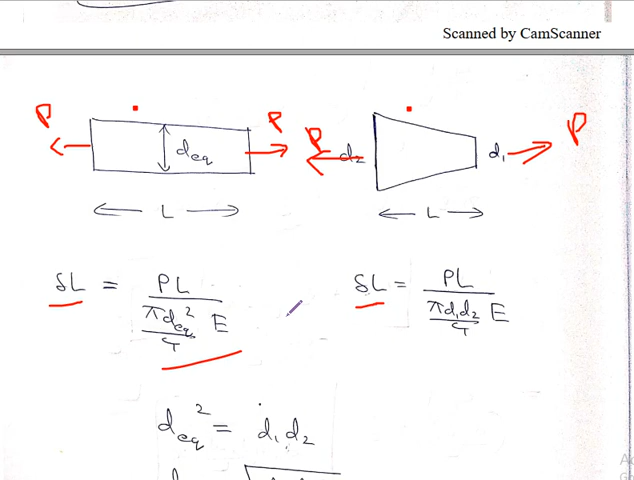 Scanned by CamScanner
P P P P
deq d2 d1
L L
δL = PL / (πdeq²/4) E δL = PL / (πd1d2/4) E
deq² = d1d2